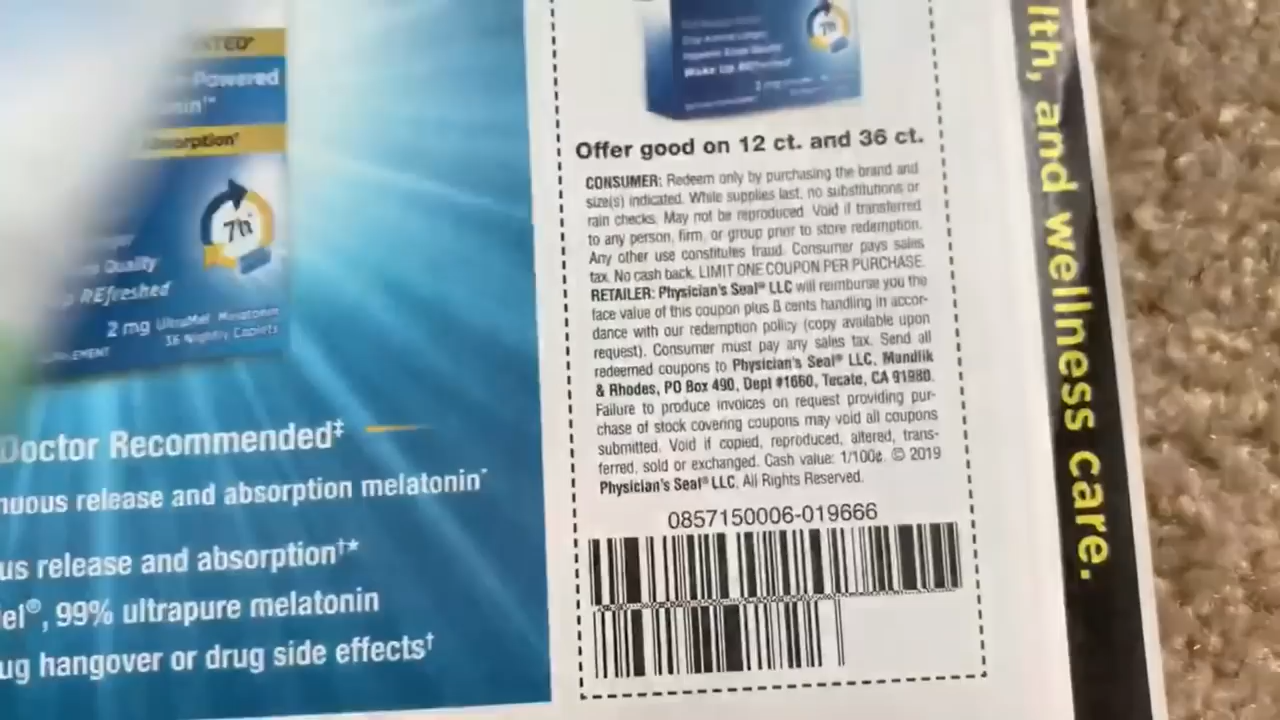 NTED*
-Powered
nin™
Absorption†
7h
p Quality
p REfreshed
2 mg UltraMel Melatonin
36 Nightly Caplets
LEMENT
Doctor Recommended‡
nuous release and absorption melatonin*
us release and absorption†*
el®, 99% ultrapure melatonin
ug hangover or drug side effects†
7h
Wake Up REfreshed
2 mg
Offer good on 12 ct. and 36 ct.
CONSUMER: Redeem only by purchasing the brand and
size(s) indicated. While supplies last, no substitutions or
rain checks. May not be reproduced. Void if transferred
to any person, firm, or group prior to store redemption.
Any other use constitutes fraud. Consumer pays sales
tax. No cash back. LIMIT ONE COUPON PER PURCHASE.
RETAILER: Physician's Seal® LLC will reimburse you the
face value of this coupon plus 8 cents handling in accor-
dance with our redemption policy (copy available upon
request). Consumer must pay any sales tax. Send all
redeemed coupons to Physician's Seal® LLC, Mandlik
& Rhodes, PO Box 490, Dept #1660, Tecate, CA 91980.
Failure to produce invoices on request providing pur-
chase of stock covering coupons may void all coupons
submitted. Void if copied, reproduced, altered, trans-
ferred, sold or exchanged. Cash value: 1/100¢. © 2019
Physician's Seal® LLC. All Rights Reserved.
0857150006-019666
lth, and wellness care.